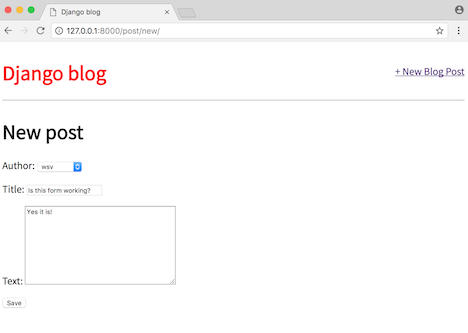 Django blog
127.0.0.1:8000/post/new/
Django blog
+ New Blog Post
New post
Author: wsv
Title: Is this form working?
Yes it is!
Text:
Save